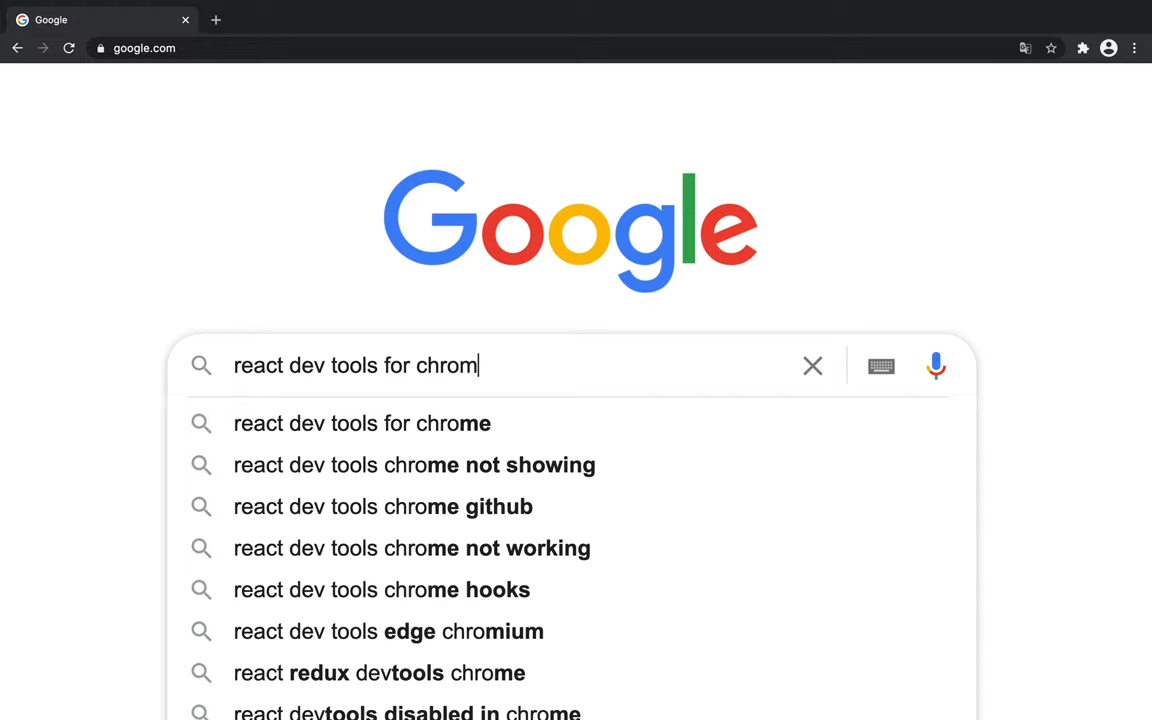 Google
google.com
Google
react dev tools for chrom
react dev tools for chrome
react dev tools chrome not showing
react dev tools chrome github
react dev tools chrome not working
react dev tools chrome hooks
react dev tools edge chromium
react redux devtools chrome
react devtools disabled in chrome